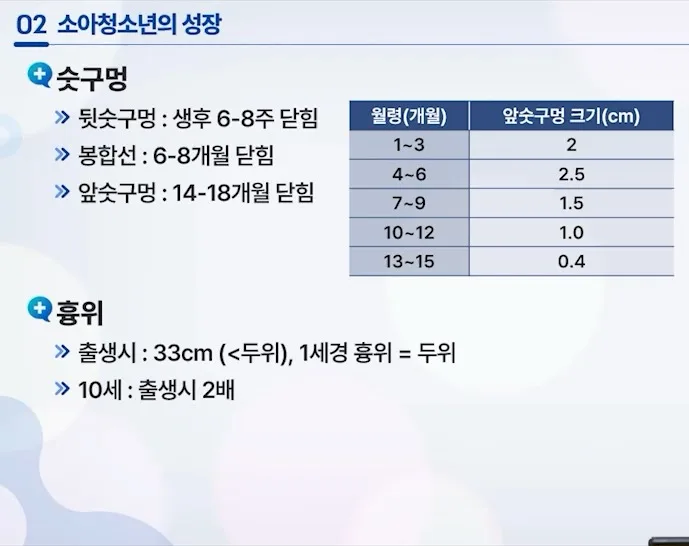 02 소아청소년의 성장
숫구멍
뒷숫구멍 : 생후 6-8주 닫힘
봉합선 : 6-8개월 닫힘
앞숫구멍 : 14-18개월 닫힘
월령(개월) 앞숫구멍 크기(cm)
1~3 2
4~6 2.5
7~9 1.5
10~12 1.0
13~15 0.4
흉위
출생시 : 33cm (<두위), 1세경 흉위 = 두위
10세 : 출생시 2배